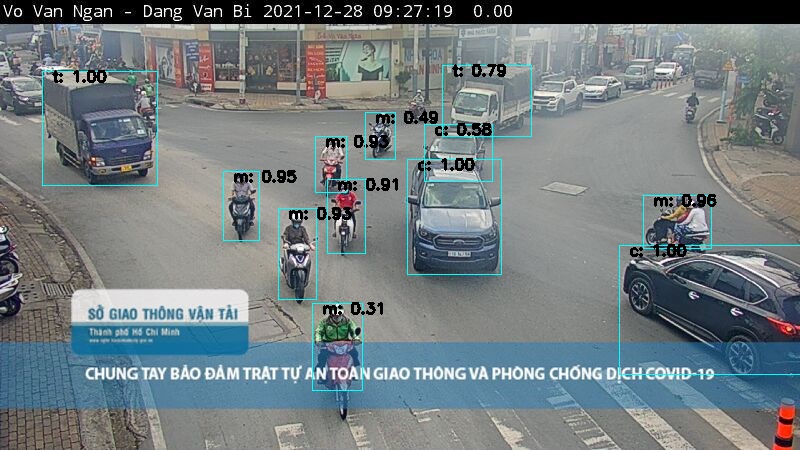 Vo Van Ngan - Dang Van Bi 2021-12-28 09:27:19  0.00
t: 1.00
t: 0.79
m: 0.49
c: 0.58
m: 0.93
c: 1.00
m: 0.95
m: 0.91
m: 0.96
m: 0.93
c: 1.00
m: 0.31
SỞ GIAO THÔNG VẬN TẢI
Thành phố Hồ Chí Minh
CHUNG TAY BẢO ĐẢM TRẬT TỰ AN TOÀN GIAO THÔNG VÀ PHÒNG CHỐNG DỊCH COVID-19